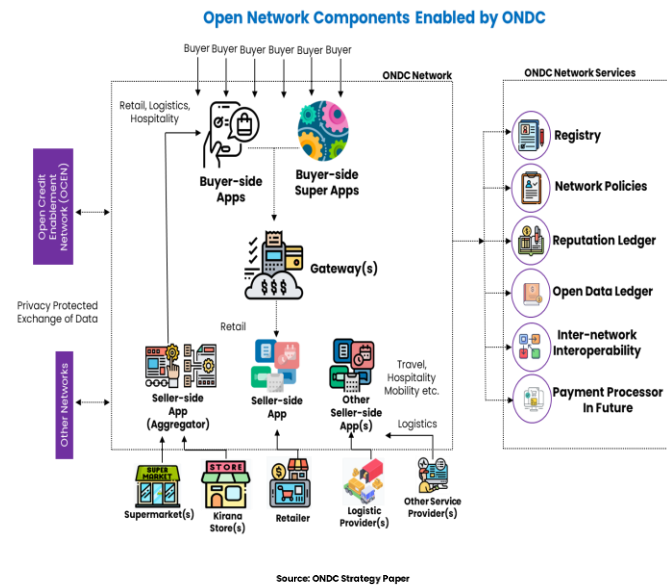 Open Network Components Enabled by ONDC
Buyer Buyer Buyer Buyer Buyer Buyer
ONDC Network
ONDC Network Services
Retail, Logistics,
Hospitality
Buyer-side
Apps
Buyer-side
Super Apps
Registry
Network Policies
Reputation Ledger
Open Data Ledger
Inter-network
Interoperability
Payment Processor
In Future
Open Credit
Enablement
Network (OCEN)
Gateway(s)
$ $ $
Privacy Protected
Exchange of Data
Other Networks
Retail
Travel,
Hospitality
Mobility etc.
Logistics
Seller-side
App
(Aggregator)
Seller-side
App
Other
Seller-side
App(s)
SUPER
MARKET
STORE
Supermarket(s)
Kirana
Store(s)
Retailer
Logistic
Provider(s)
Other Service
Provider(s)
Source: ONDC Strategy Paper